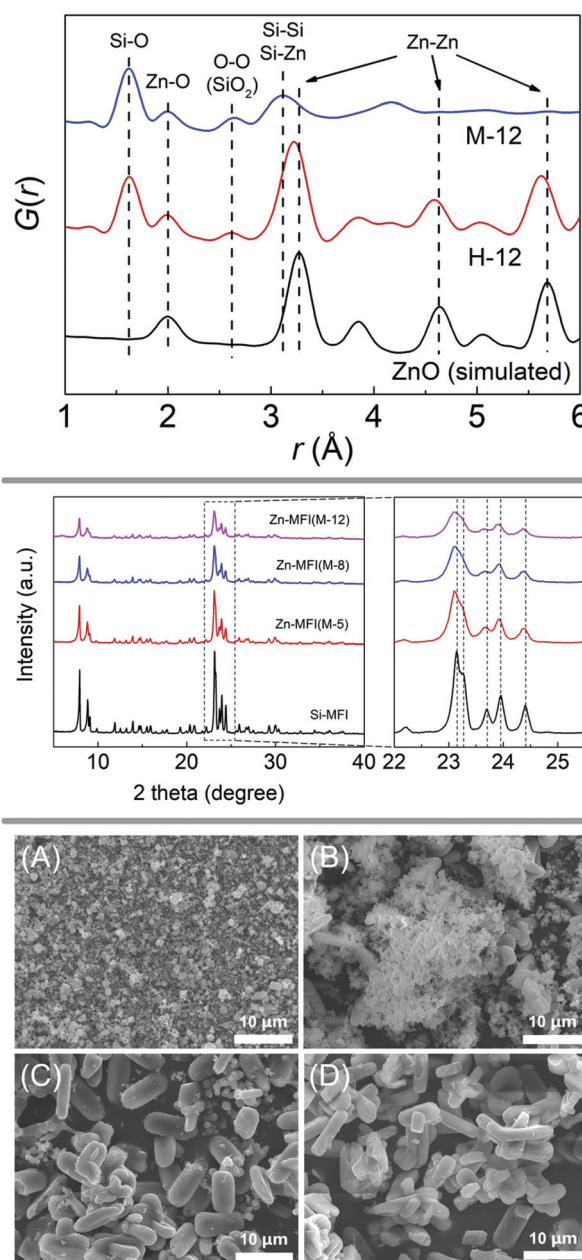 Si-O
Zn-O
O-O
(SiO₂)
Si-Si
Si-Zn
Zn-Zn
M-12
H-12
ZnO (simulated)
G(r)
1 2 3 4 5 6
r (Å)
Zn-MFI(M-12)
Zn-MFI(M-8)
Zn-MFI(M-5)
Si-MFI
Intensity (a.u.)
10 20 30 40 22 23 24 25
2 theta (degree)
(A) (B)
10 µm 10 µm
(C) (D)
10 µm 10 µm